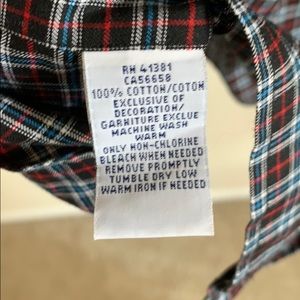 RN 41381
CA56658
100% COTTON/COTON
EXCLUSIVE OF
DECORATION/
GARNITURE EXCLUE
MACHINE WASH
WARM
ONLY NON-CHLORINE
BLEACH WHEN NEEDED
REMOVE PROMPTLY
TUMBLE DRY LOW
WARM IRON IF NEEDED